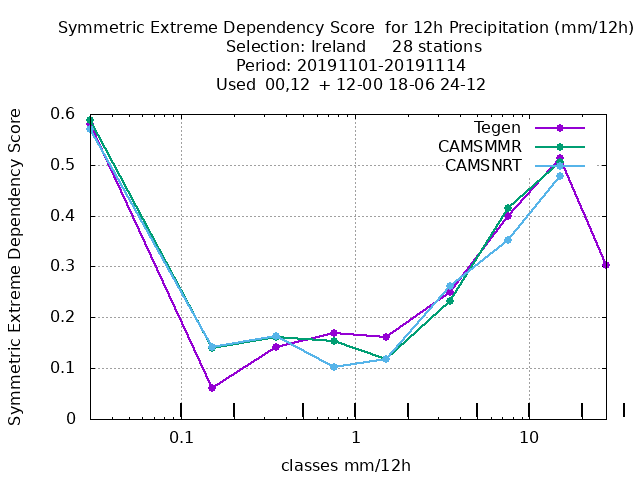 Symmetric Extreme Dependency Score for 12h Precipitation (mm/12h)
Selection: Ireland 28 stations
Period: 20191101-20191114
Used 00,12 + 12-00 18-06 24-12
Symmetric Extreme Dependency Score
0.6
0.5
0.4
0.3
0.2
0.1
0
Tegen
CAMSMMR
CAMSNRT
0.1 1 10
classes mm/12h